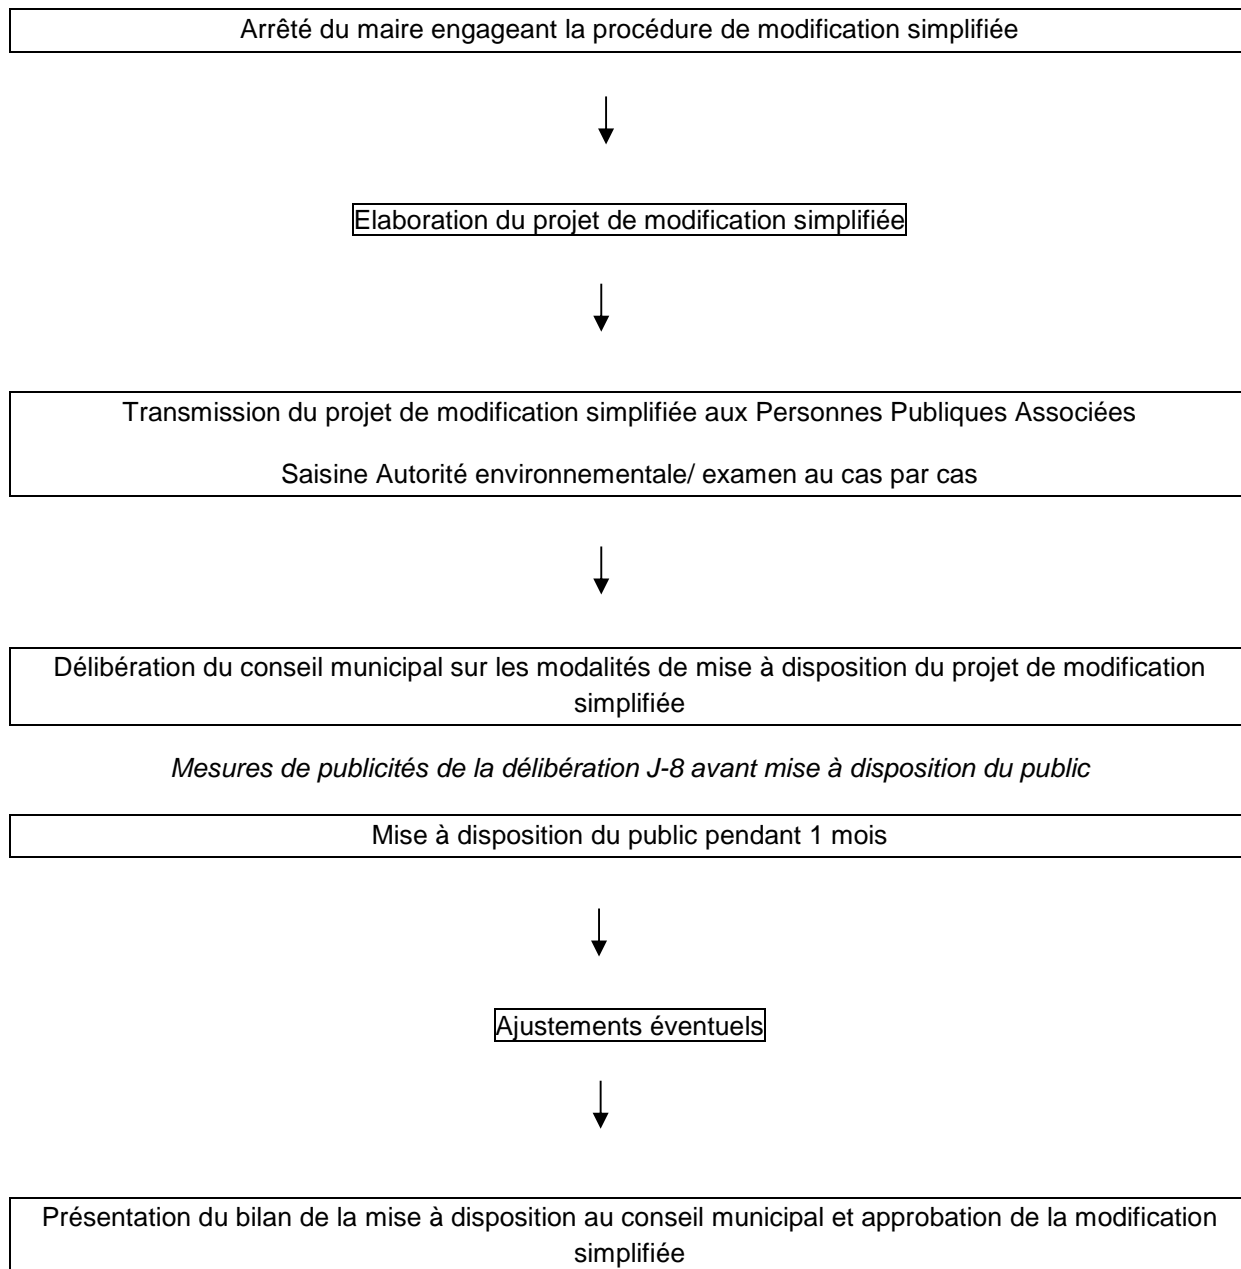 Arrêté du maire engageant la procédure de modification simplifiée
Elaboration du projet de modification simplifiée
Transmission du projet de modification simplifiée aux Personnes Publiques Associées
Saisine Autorité environnementale/ examen au cas par cas
Délibération du conseil municipal sur les modalités de mise à disposition du projet de modification
simplifiée
Mesures de publicités de la délibération J-8 avant mise à disposition du public
Mise à disposition du public pendant 1 mois
Ajustements éventuels
Présentation du bilan de la mise à disposition au conseil municipal et approbation de la modification
simplifiée